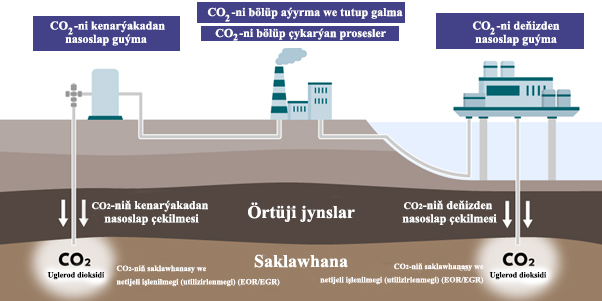 CO2-ni kenarýakadan
nasoslap guýma
CO2-ni bölüp aýyrma we tutup galma
CO2-ni bölüp çykarýan prosesler
CO2-ni deňizden
nasoslap guýma
CO2-niň kenarýakadan
nasoslap çekilmesi
Örtüji jynslar
CO2-niň deňizden
nasoslap çekilmesi
CO2
Uglerod dioksidi
CO2-niň saklawhanasy we
netijeli işlenilmegi (utilizirlenmegi) (EOR/EGR)
Saklawhana
CO2-niň saklawhanasy we
netijeli işlenilmegi (utilizirlenmegi) (EOR/EGR)
CO2
Uglerod dioksidi